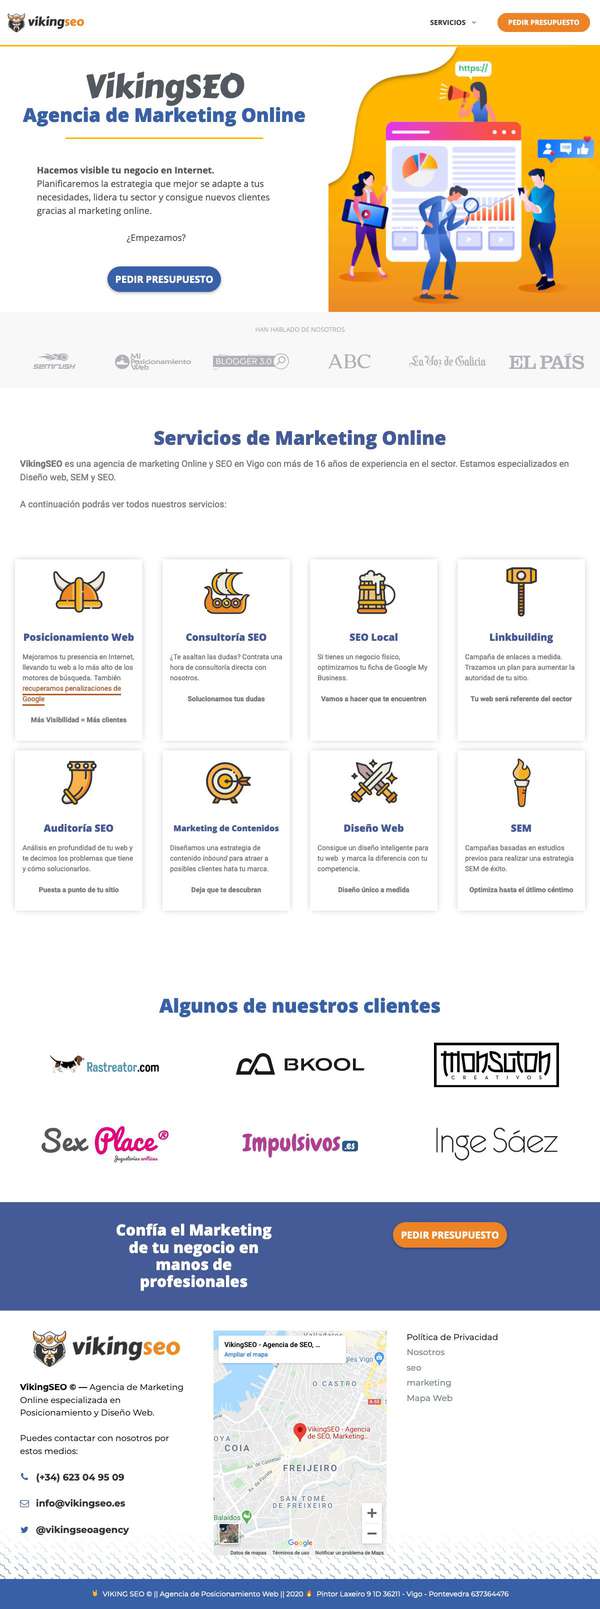 vikingseo
SERVICIOS
PEDIR PRESUPUESTO
VikingSEO
Agencia de Marketing Online
Hacemos visible tu negocio en Internet.
Planificaremos la estrategia que mejor se adapte a tus
necesidades, lidera tu sector y consigue nuevos clientes
gracias al marketing online.
¿Empezamos?
PEDIR PRESUPUESTO
https://
HAN HABLADO DE NOSOTROS
SEMRUSH
Mi Posicionamiento Web
BLOGGER 3.0
ABC
La Voz de Galicia
EL PAÍS
Servicios de Marketing Online
VikingSEO es una agencia de marketing Online y SEO en Vigo con más de 16 años de experiencia en el sector. Estamos especializados en
Diseño web, SEM y SEO.
A continuación podrás ver todos nuestros servicios:
Posicionamiento Web
Mejoramos tu presencia en Internet,
llevando tu web a lo más alto de los
motores de búsqueda. También
recuperamos penalizaciones de
Google
Más Visibilidad = Más clientes
Consultoría SEO
¿Te asaltan las dudas? Contrata una
hora de consultoría directa con
nosotros.
Solucionamos tus dudas
SEO Local
Si tienes un negocio físico,
optimizamos tu ficha de Google My
Business.
Vamos a hacer que te encuentren
Linkbuilding
Campaña de enlaces a medida.
Trazamos un plan para aumentar la
autoridad de tu sitio.
Tu web será referente del sector
Auditoría SEO
Análisis en profundidad de tu web y
te decimos los problemas que tiene
y cómo solucionarlos.
Puesta a punto de tu sitio
Marketing de Contenidos
Diseñamos una estrategia de
contenido inbound para atraer a
posibles clientes hata tu marca.
Deja que te descubran
Diseño Web
Consigue un diseño inteligente para
tu web y marca la diferencia con tu
competencia.
Diseño único a medida
SEM
Campañas basadas en estudios
previos para realizar una estrategia
SEM de éxito.
Optimiza hasta el útlimo céntimo
Algunos de nuestros clientes
Rastreator.com
BKOOL
MONSUTON
CREATIVOS
Sex Place®
Jugueterías eróticas
Impulsivos.es
Inge Sáez
Confía el Marketing
de tu negocio en
manos de
profesionales
PEDIR PRESUPUESTO
vikingseo
VikingSEO © — Agencia de Marketing
Online especializada en
Posicionamiento y Diseño Web.
Puedes contactar con nosotros por
estos medios:
(+34) 623 04 95 09
info@vikingseo.es
@vikingseoagency
VikingSEO - Agencia de SEO, ...
Ampliar el mapa
Vigo
O CASTRO
A-55
VikingSEO - Agencia
de SEO, Marketing...
COIA
Av. de Castelao
FREIJEIRO
SAN TOMÉ
DE FREIXEIRO
Balaídos
Google
Datos de mapas
Términos de uso
Notificar un problema de Maps
Política de Privacidad
Nosotros
seo
marketing
Mapa Web
VIKING SEO © || Agencia de Posicionamiento Web || 2020
Pintor Laxeiro 9 1D 36211 - Vigo - Pontevedra 637364476